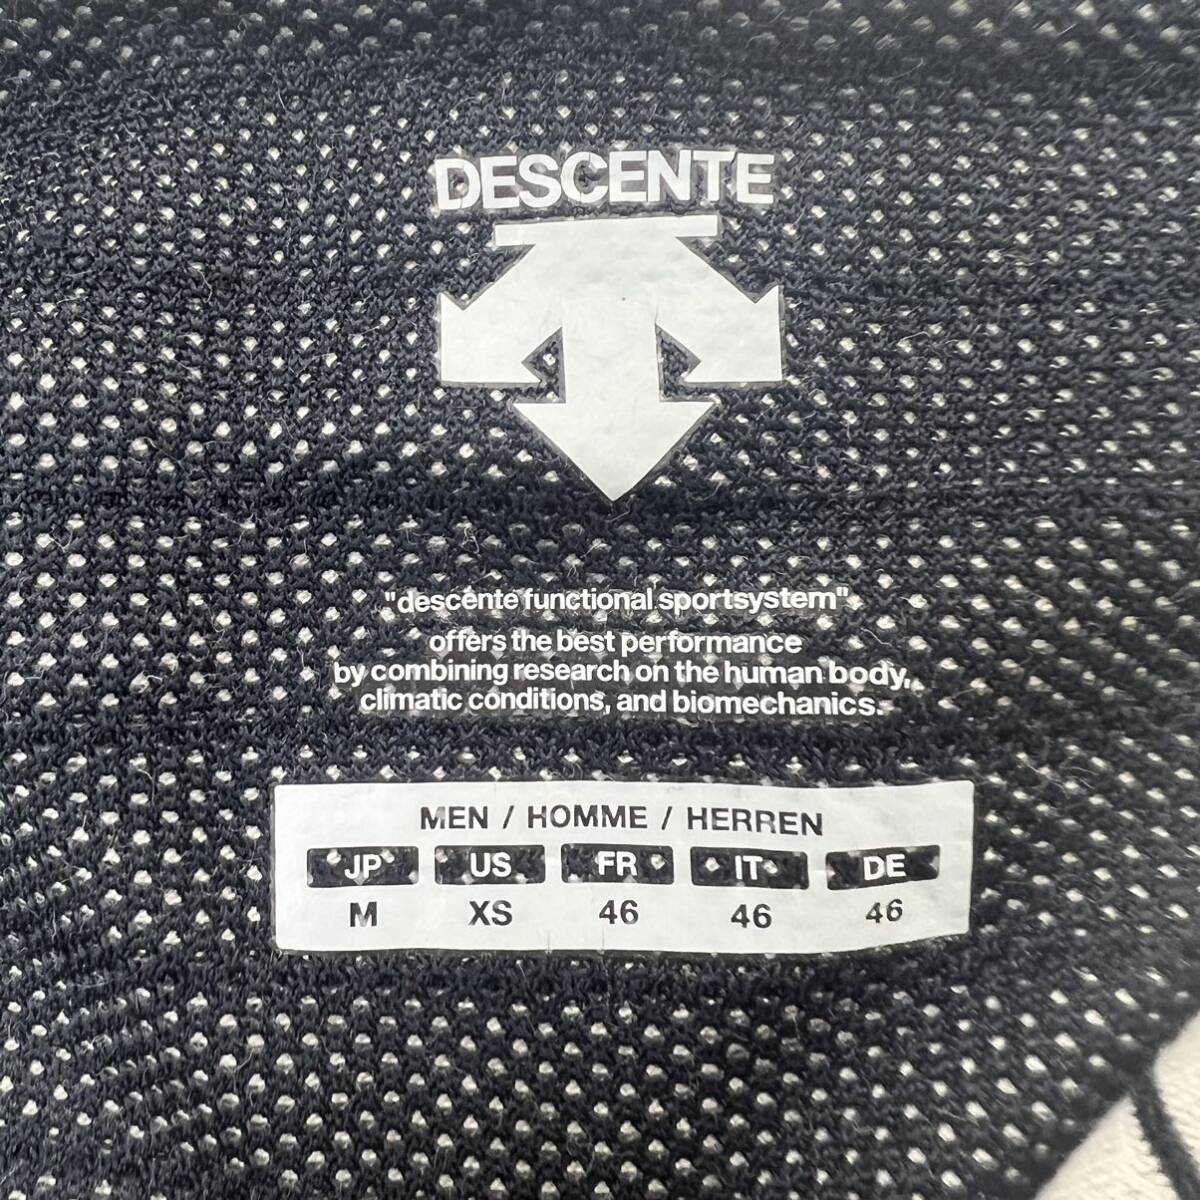 DESCENTE
"descente functional sportsystem"
offers the best performance
by combining research on the human body,
climatic conditions, and biomechanics.
MEN / HOMME / HERREN
JP US FR IT DE
M XS 46 46 46